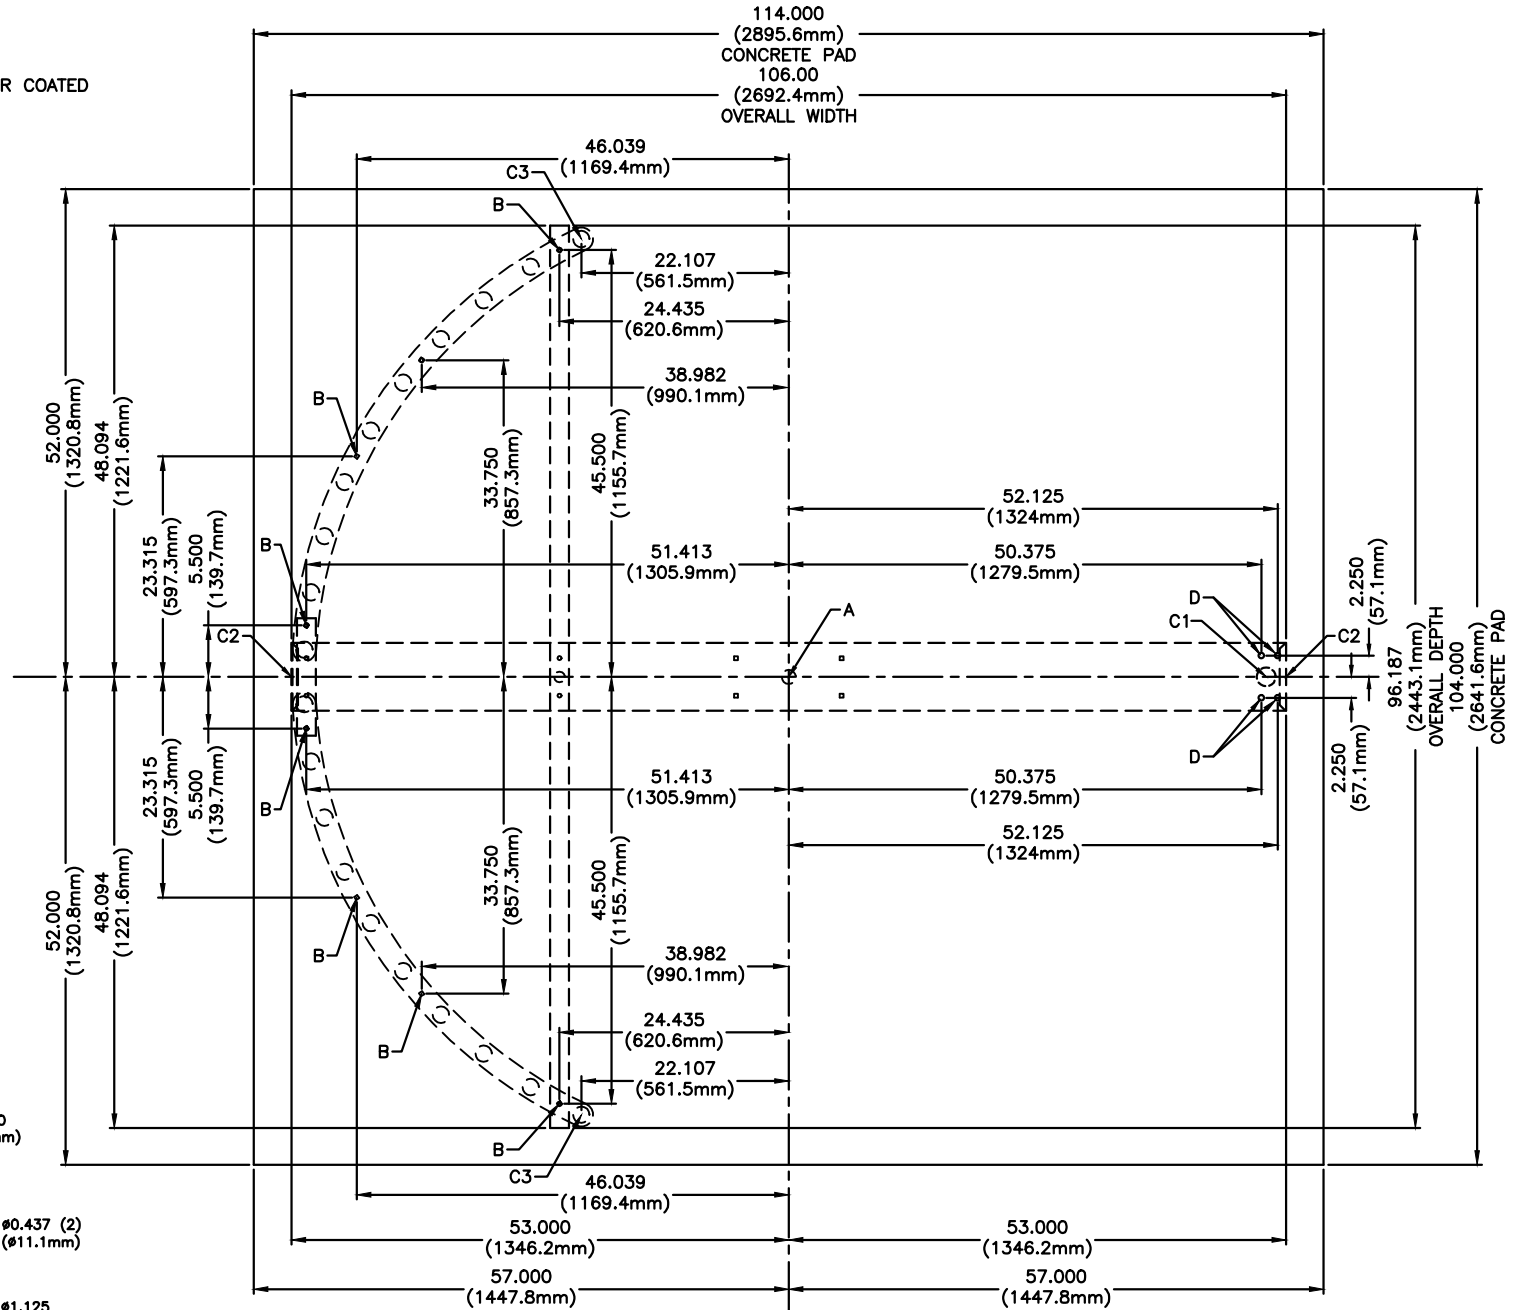 114.000
(2895.6mm)
CONCRETE PAD
R COATED
106.00
(2692.4mm)
OVERALL WIDTH
46.039
(1169.4mm)
C3
B
22.107
(561.5mm)
24.435
(620.6mm)
38.982
(990.1mm)
B
52.000
(1320.8mm)
48.094
(1221.6mm)
33.750
(857.3mm)
45.500
(1155.7mm)
52.125
(1324mm)
23.315
(597.3mm)
5.500
(139.7mm)
B
51.413
(1305.9mm)
50.375
(1279.5mm)
2.250
(57.1mm)
D
A
C1
C2
C2
96.187
(2443.1mm)
OVERALL DEPTH
104.000
(2641.6mm)
CONCRETE PAD
D
2.250
(57.1mm)
23.315
(597.3mm)
5.500
(139.7mm)
B
51.413
(1305.9mm)
50.375
(1279.5mm)
52.125
(1324mm)
52.000
(1320.8mm)
48.094
(1221.6mm)
33.750
(857.3mm)
45.500
(1155.7mm)
B
38.982
(990.1mm)
B
24.435
(620.6mm)
22.107
(561.5mm)
0
m)
B
C3
46.039
(1169.4mm)
ø0.437 (2)
(ø11.1mm)
53.000
(1346.2mm)
53.000
(1346.2mm)
57.000
(1447.8mm)
57.000
(1447.8mm)
ø1.125